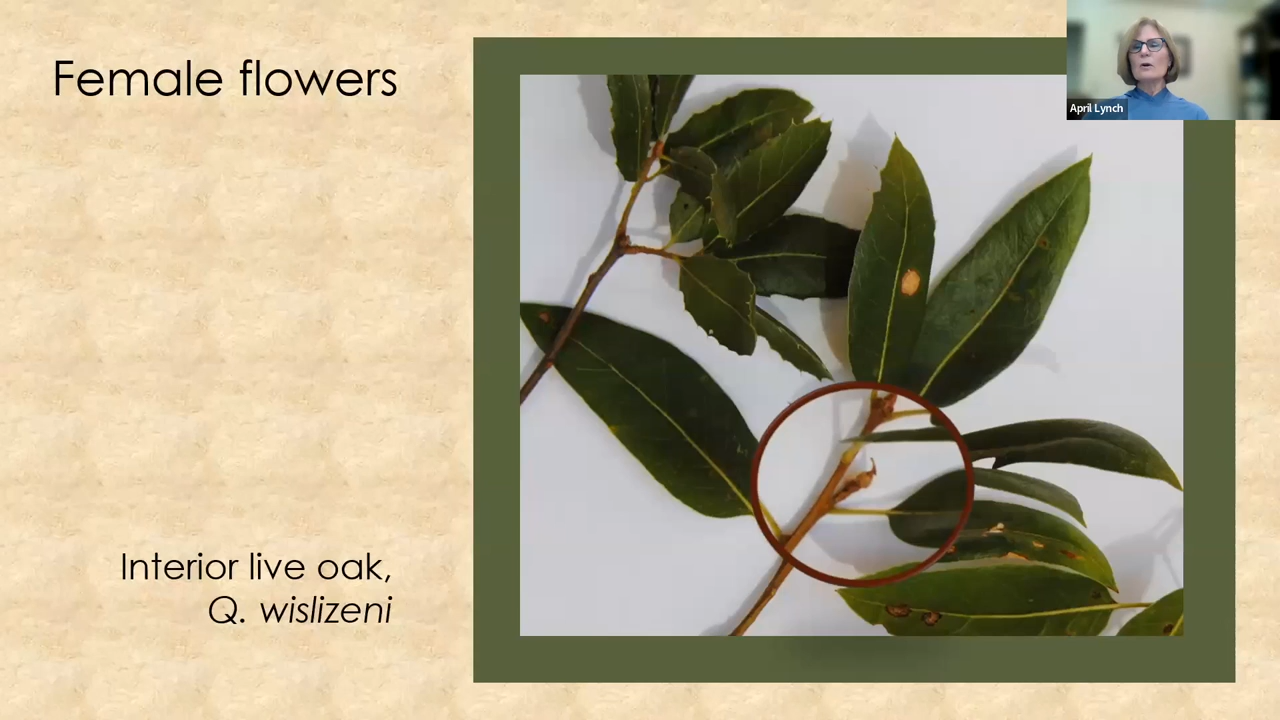 Female flowers
April Lynch
Interior live oak,
Q. wislizeni